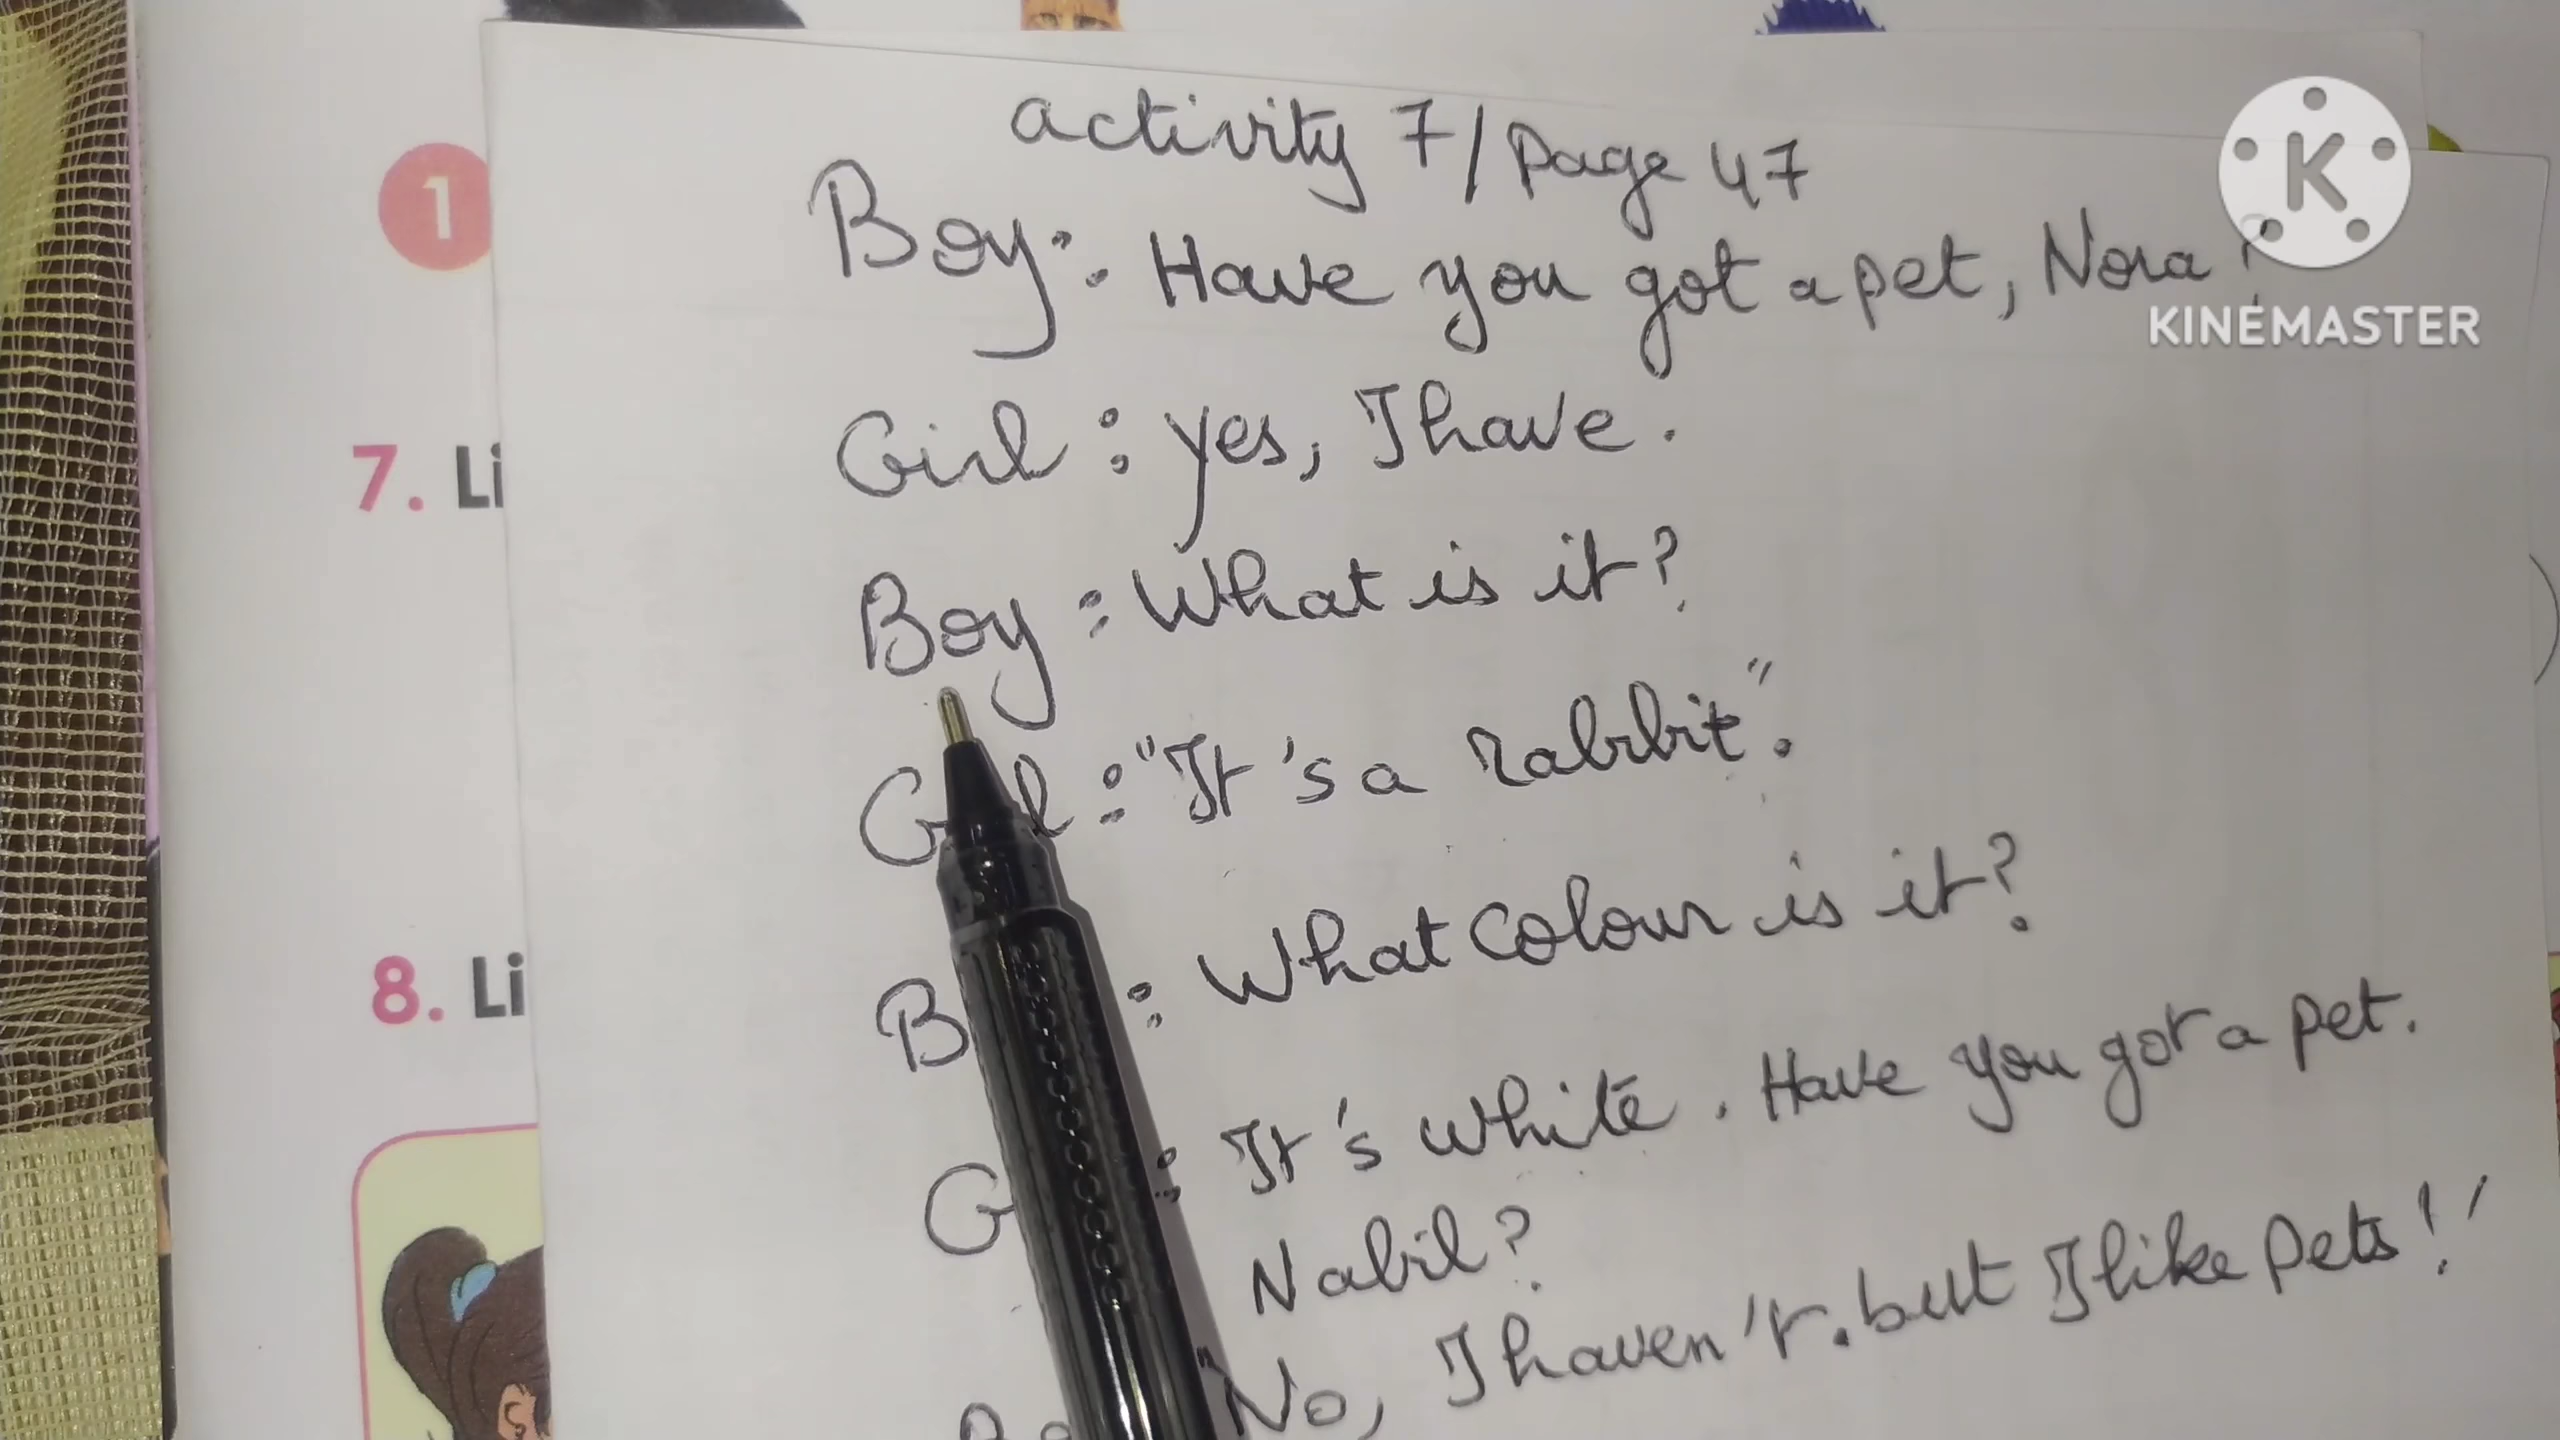 activity 7 / page 47
1
Boy : Have you got a pet, Nora?
K
KINEMASTER
Girl : yes, I have.
7. Li
Boy : What is it?
G l : "It's a rabbit".
B : What colour is it?
8. Li
G : It's white. Have you got a pet.
Nabil?
No, I haven't. but I like pets!'